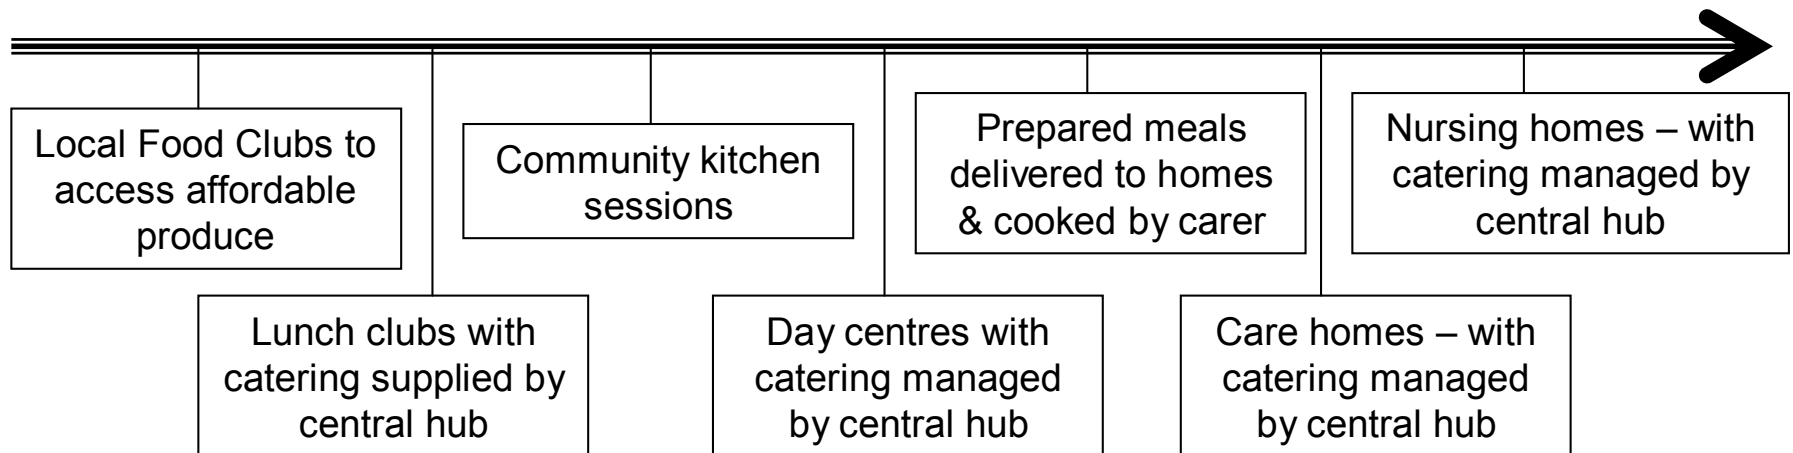 Local Food Clubs to
access affordable
produce
Lunch clubs with
catering supplied by
central hub
Community kitchen
sessions
Day centres with
catering managed
by central hub
Prepared meals
delivered to homes
& cooked by carer
Care homes – with
catering managed
by central hub
Nursing homes – with
catering managed by
central hub